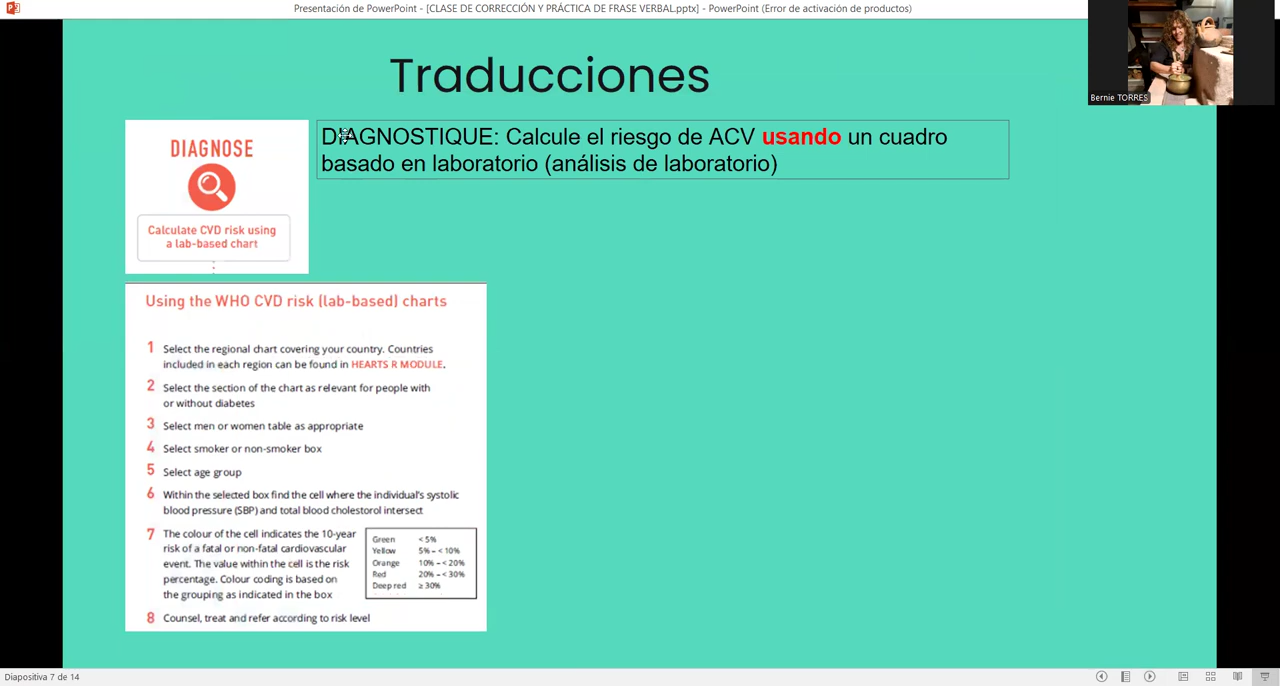 Presentación de PowerPoint - [CLASE DE CORRECCIÓN Y PRÁCTICA DE FRASE VERBAL.pptx] - PowerPoint (Error de activación de productos)
Bernie TORRES
Traducciones
DIAGNOSE
Calculate CVD risk using
a lab-based chart
DIAGNOSTIQUE: Calcule el riesgo de ACV usando un cuadro
basado en laboratorio (análisis de laboratorio)
Using the WHO CVD risk (lab-based) charts
1 Select the regional chart covering your country. Countries
included in each region can be found in HEARTS R MODULE.
2 Select the section of the chart as relevant for people with
or without diabetes
3 Select men or women table as appropriate
4 Select smoker or non-smoker box
5 Select age group
6 Within the selected box find the cell where the individual's systolic
blood pressure (SBP) and total blood cholestorol intersect
7 The colour of the cell indicates the 10-year
risk of a fatal or non-fatal cardiovascular
event. The value within the cell is the risk
percentage. Colour coding is based on
the grouping as indicated in the box
Green < 5%
Yellow 5% – < 10%
Orange 10% – < 20%
Red 20% – < 30%
Deep red ≥ 30%
8 Counsel, treat and refer according to risk level
Diapositiva 7 de 14